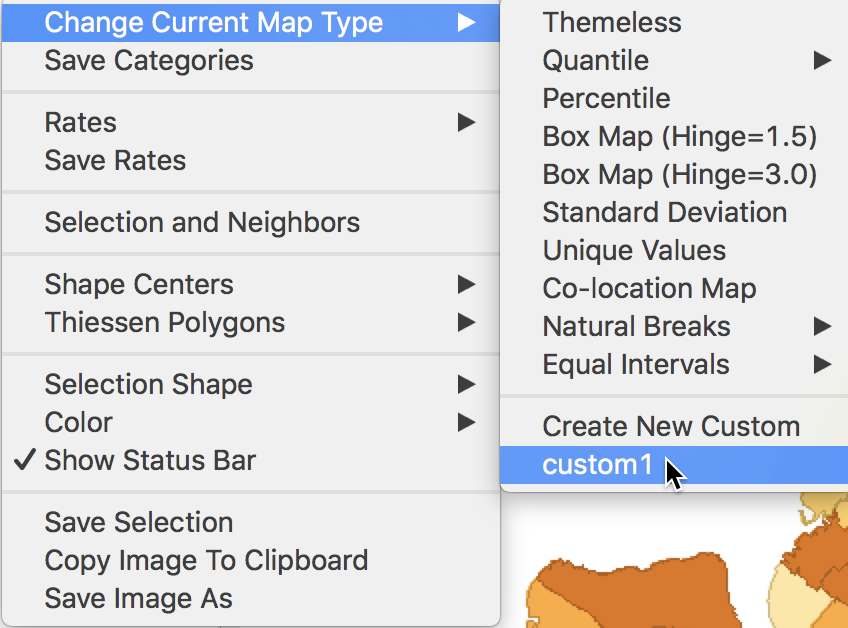 Change Current Map Type
Save Categories
Rates
Save Rates
Selection and Neighbors
Shape Centers
Thiessen Polygons
Selection Shape
Color
Show Status Bar
Save Selection
Copy Image To Clipboard
Save Image As
Themeless
Quantile
Percentile
Box Map (Hinge=1.5)
Box Map (Hinge=3.0)
Standard Deviation
Unique Values
Co-location Map
Natural Breaks
Equal Intervals
Create New Custom
custom1